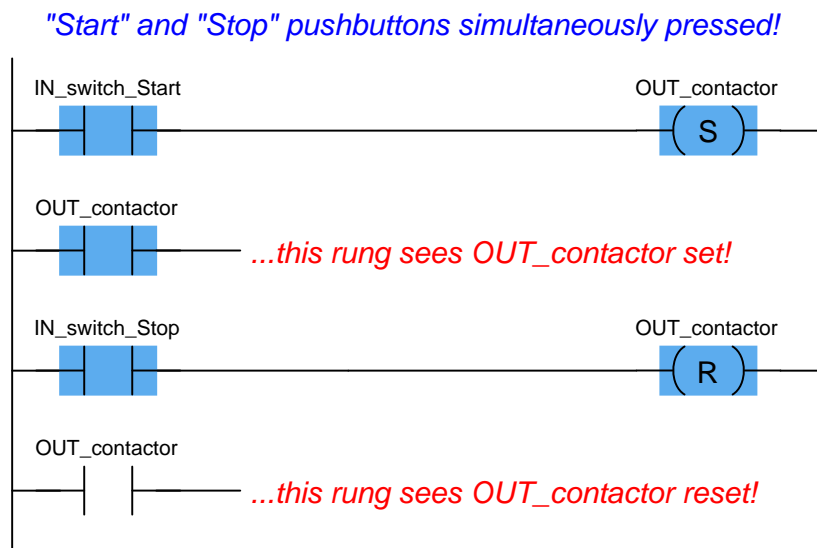 "Start" and "Stop" pushbuttons simultaneously pressed!
IN_switch_Start
OUT_contactor
S
OUT_contactor
...this rung sees OUT_contactor set!
IN_switch_Stop
OUT_contactor
R
OUT_contactor
...this rung sees OUT_contactor reset!